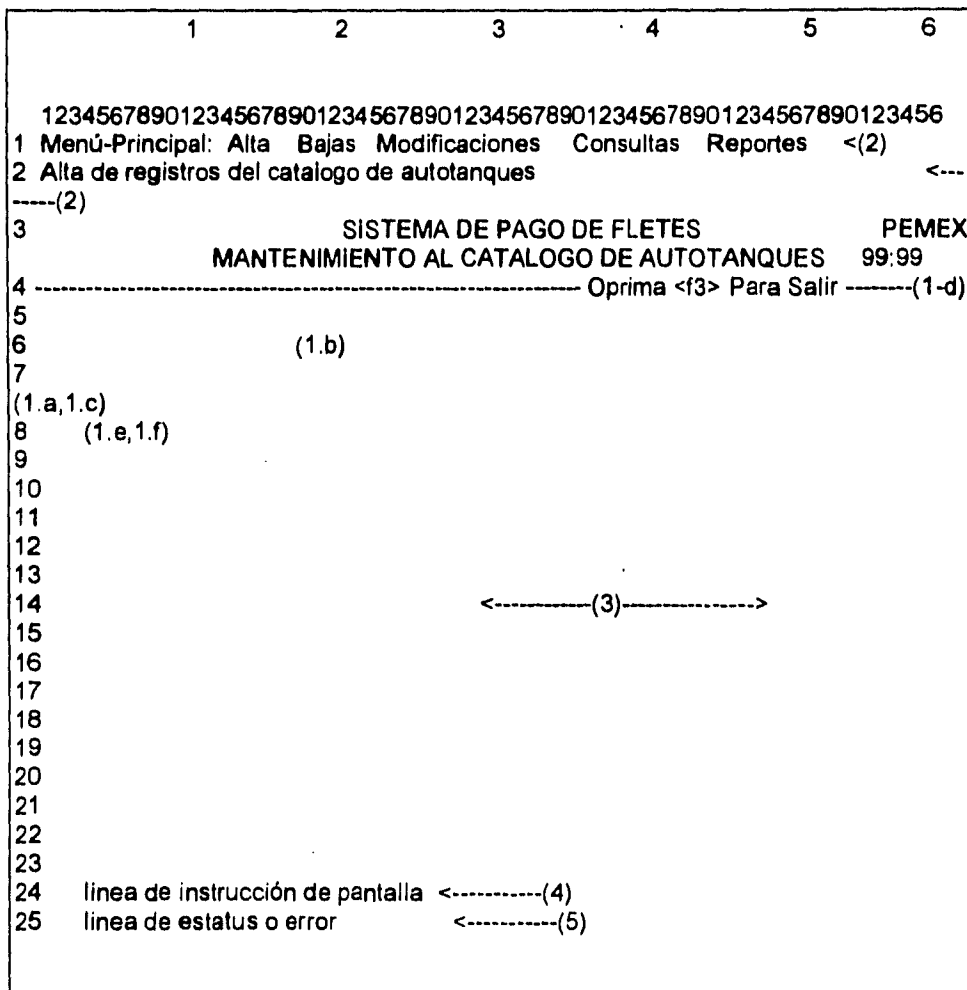 1 2 3 4 5 6
12345678901234567890123456789012345678901234567890123456
1 Menú-Principal: Alta Bajas Modificaciones Consultas Reportes <(2)
2 Alta de registros del catalogo de autotanques <---
-----(2)
3 SISTEMA DE PAGO DE FLETES PEMEX
MANTENIMIENTO AL CATALOGO DE AUTOTANQUES 99:99
4 ------------------------------------------------------------ Oprima <f3> Para Salir --------(1-d)
5
6 (1.b)
7
(1.a,1.c)
8 (1.e,1.f)
9
10
11
12
13
14 <-------------(3)---------------->
15
16
17
18
19
20
21
22
23
24 linea de instrucción de pantalla <-----------(4)
25 linea de estatus o error <-----------(5)